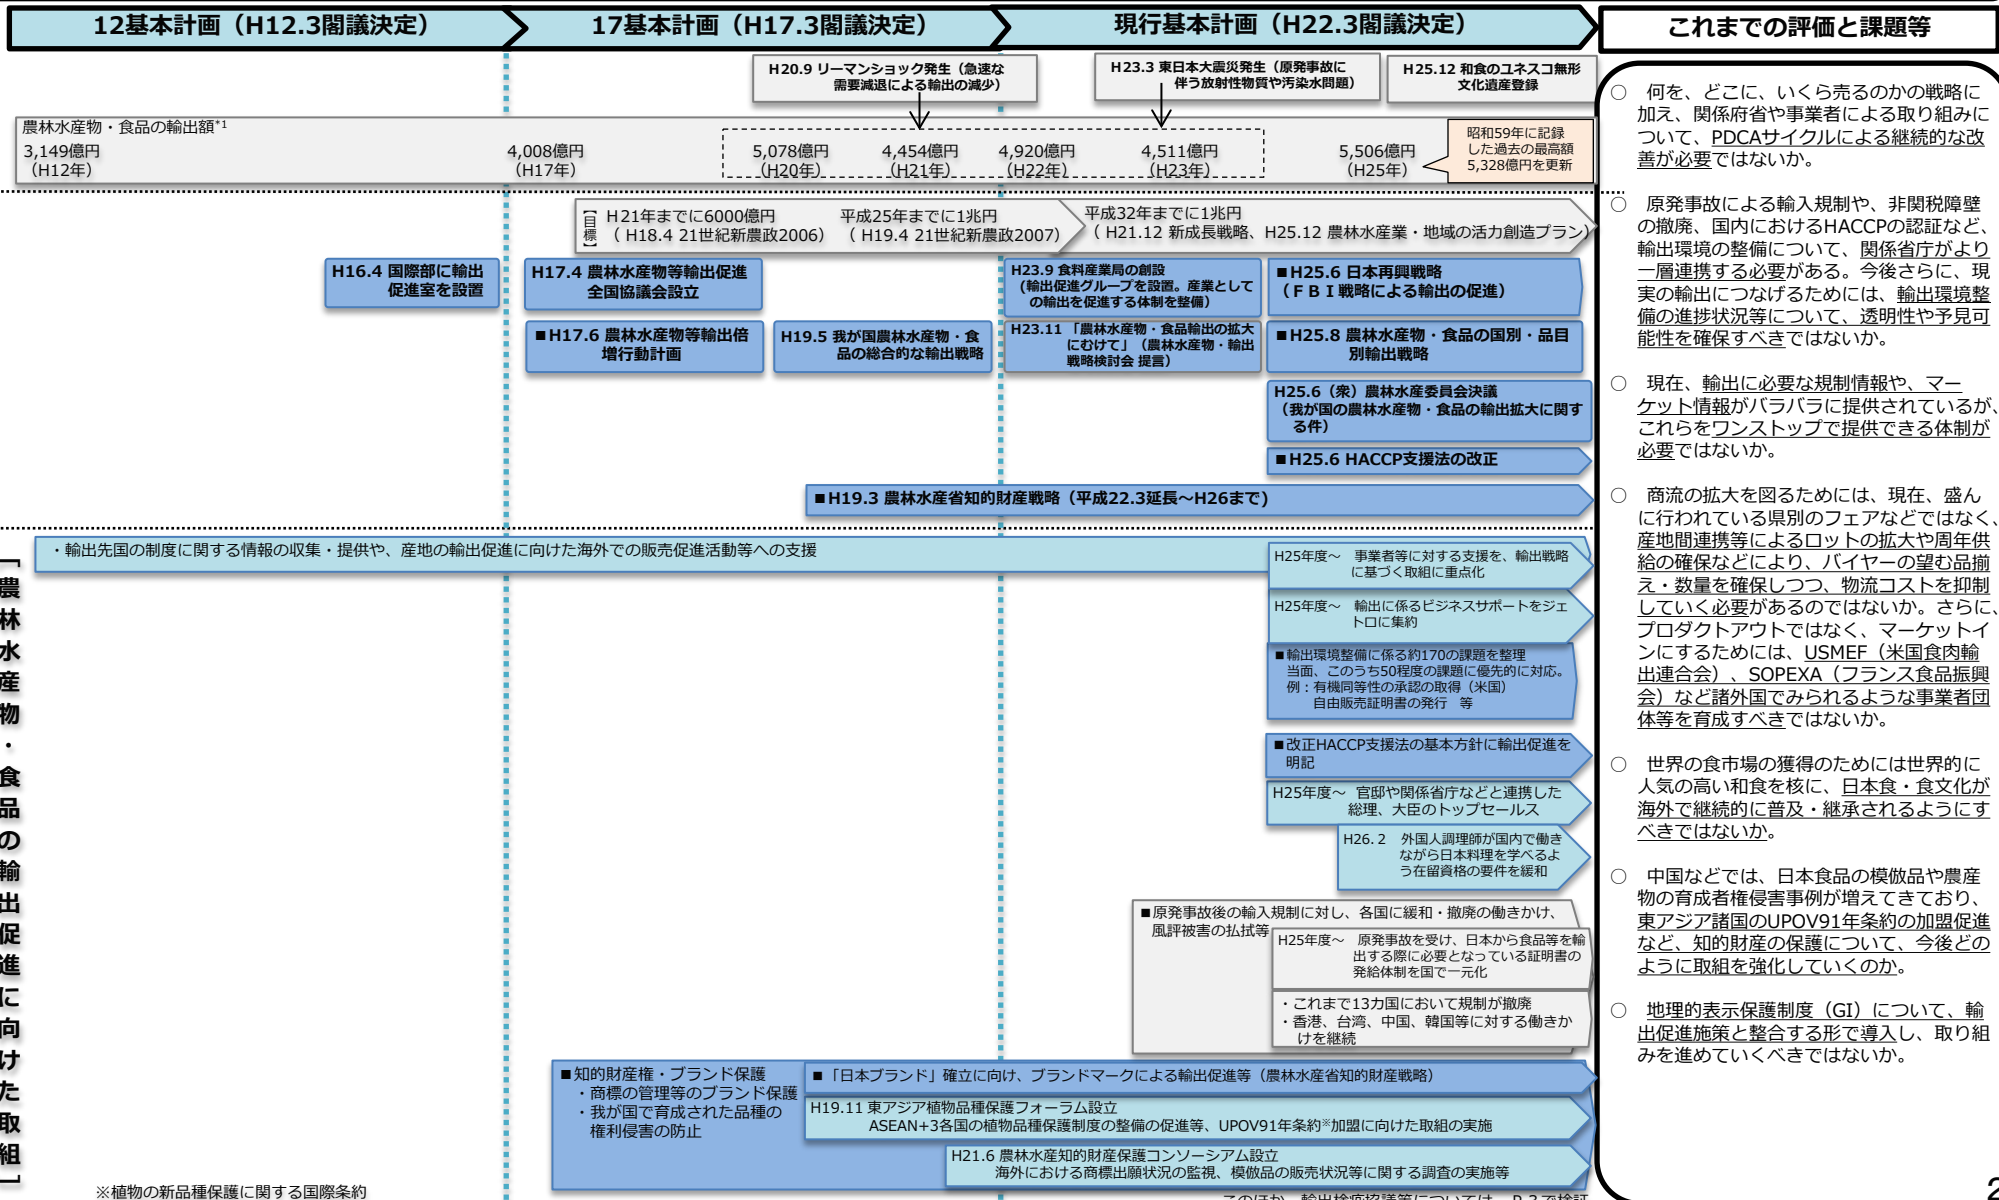 12基本計画（H12.3閣議決定）
17基本計画（H17.3閣議決定）
現行基本計画（H22.3閣議決定）
これまでの評価と課題等
H20.9 リーマンショック発生（急速な
需要減退による輸出の減少）
H23.3 東日本大震災発生（原発事故に
伴う放射性物質や汚染水問題）
H25.12 和食のユネスコ無形
文化遺産登録
農林水産物・食品の輸出額*1
3,149億円
（H12年）
4,008億円
（H17年）
5,078億円
（H20年）
4,454億円
（H21年）
4,920億円
（H22年）
4,511億円
（H23年）
5,506億円
（H25年）
昭和59年に記録
した過去の最高額
5,328億円を更新
【目標】
H21年までに6000億円
（ H18.4 21世紀新農政2006）
平成25年までに1兆円
（ H19.4 21世紀新農政2007）
平成32年までに1兆円
（ H21.12 新成長戦略、H25.12 農林水産業・地域の活力創造プラン）
H16.4 国際部に輸出
促進室を設置
H17.4 農林水産物等輸出促進
全国協議会設立
H23.9 食料産業局の創設
(輸出促進グループを設置。産業として
の輸出を促進する体制を整備）
■H25.6 日本再興戦略
（ＦＢＩ戦略による輸出の促進）
■H17.6 農林水産物等輸出倍
増行動計画
H19.5 我が国農林水産物・食
品の総合的な輸出戦略
H23.11 「農林水産物・食品輸出の拡大
にむけて」（農林水産物・輸出
戦略検討会 提言）
■H25.8 農林水産物・食品の国別・品目
別輸出戦略
H25.6（衆）農林水産委員会決議
（我が国の農林水産物・食品の輸出拡大に関す
る件）
■H25.6 HACCP支援法の改正
■H19.3 農林水産省知的財産戦略（平成22.3延長～H26まで)
［農林水産物・食品の輸出促進に向けた取組］
・輸出先国の制度に関する情報の収集・提供や、産地の輸出促進に向けた海外での販売促進活動等への支援
H25年度～　事業者等に対する支援を、輸出戦略
に基づく取組に重点化
H25年度～　輸出に係るビジネスサポートをジェ
トロに集約
■輸出環境整備に係る約170の課題を整理
当面、このうち50程度の課題に優先的に対応。
例：有機同等性の承認の取得（米国）
自由販売証明書の発行　等
■改正HACCP支援法の基本方針に輸出促進を
明記
H25年度～ 官邸や関係省庁などと連携した
総理、大臣のトップセールス
H26. 2　外国人調理師が国内で働き
ながら日本料理を学べるよ
う在留資格の要件を緩和
■原発事故後の輸入規制に対し、各国に緩和・撤廃の働きかけ、
風評被害の払拭等
H25年度～　原発事故を受け、日本から食品等を輸
出する際に必要となっている証明書の
発給体制を国で一元化
・これまで13カ国において規制が撤廃
・香港、台湾、中国、韓国等に対する働きか
けを継続
■知的財産権・ブランド保護
・商標の管理等のブランド保護
・我が国で育成された品種の
権利侵害の防止
■「日本ブランド」確立に向け、ブランドマークによる輸出促進等（農林水産省知的財産戦略）
H19.11 東アジア植物品種保護フォーラム設立
ASEAN+3各国の植物品種保護制度の整備の促進等、UPOV91年条約※加盟に向けた取組の実施
H21.6 農林水産知的財産保護コンソーシアム設立
海外における商標出願状況の監視、模倣品の販売状況等に関する調査の実施等
※植物の新品種保護に関する国際条約
このほか、輸出検疫協議等については、P.3で検証
○　何を、どこに、いくら売るのかの戦略に
加え、関係府省や事業者による取り組みに
ついて、PDCAサイクルによる継続的な改
善が必要ではないか。
○　原発事故による輸入規制や、非関税障壁
の撤廃、国内におけるHACCPの認証など、
輸出環境の整備について、関係省庁がより
一層連携する必要がある。今後さらに、現
実の輸出につなげるためには、輸出環境整
備の進捗状況等について、透明性や予見可
能性を確保すべきではないか。
○　現在、輸出に必要な規制情報や、マー
ケット情報がバラバラに提供されているが、
これらをワンストップで提供できる体制が
必要ではないか。
○　商流の拡大を図るためには、現在、盛ん
に行われている県別のフェアなどではなく、
産地間連携等によるロットの拡大や周年供
給の確保などにより、バイヤーの望む品揃
え・数量を確保しつつ、物流コストを抑制
していく必要があるのではないか。さらに、
プロダクトアウトではなく、マーケットイ
ンにするためには、USMEF（米国食肉輸
出連合会）、SOPEXA（フランス食品振興
会）など諸外国でみられるような事業者団
体等を育成すべきではないか。
○　世界の食市場の獲得のためには世界的に
人気の高い和食を核に、日本食・食文化が
海外で継続的に普及・継承されるようにす
べきではないか。
○　中国などでは、日本食品の模倣品や農産
物の育成者権侵害事例が増えてきており、
東アジア諸国のUPOV91年条約の加盟促進
など、知的財産の保護について、今後どの
ように取組を強化していくのか。
○　地理的表示保護制度（GI）について、輸
出促進施策と整合する形で導入し、取り組
みを進めていくべきではないか。
2